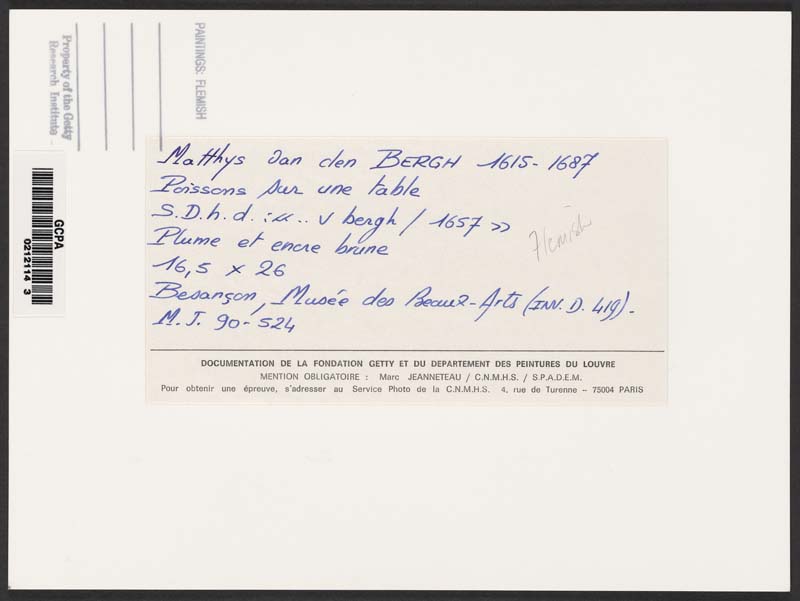 Property of the Getty
Research Institute
PAINTINGS: FLEMISH
GCPA
0212114 3
Matthys Van den BERGH 1615-1687
Poissons sur une table
S.D.h.d. : «... v bergh / 1657 »
Flemish
Plume et encre brune
16,5 x 26
Besançon, Musée des Beaux-Arts (INV. D. 419).
M.J. 90-524
DOCUMENTATION DE LA FONDATION GETTY ET DU DEPARTEMENT DES PEINTURES DU LOUVRE
MENTION OBLIGATOIRE : Marc JEANNETEAU / C.N.M.H.S. / S.P.A.D.E.M.
Pour obtenir une épreuve, s'adresser au Service Photo de la C.N.M.H.S. 4, rue de Turenne – 75004 PARIS